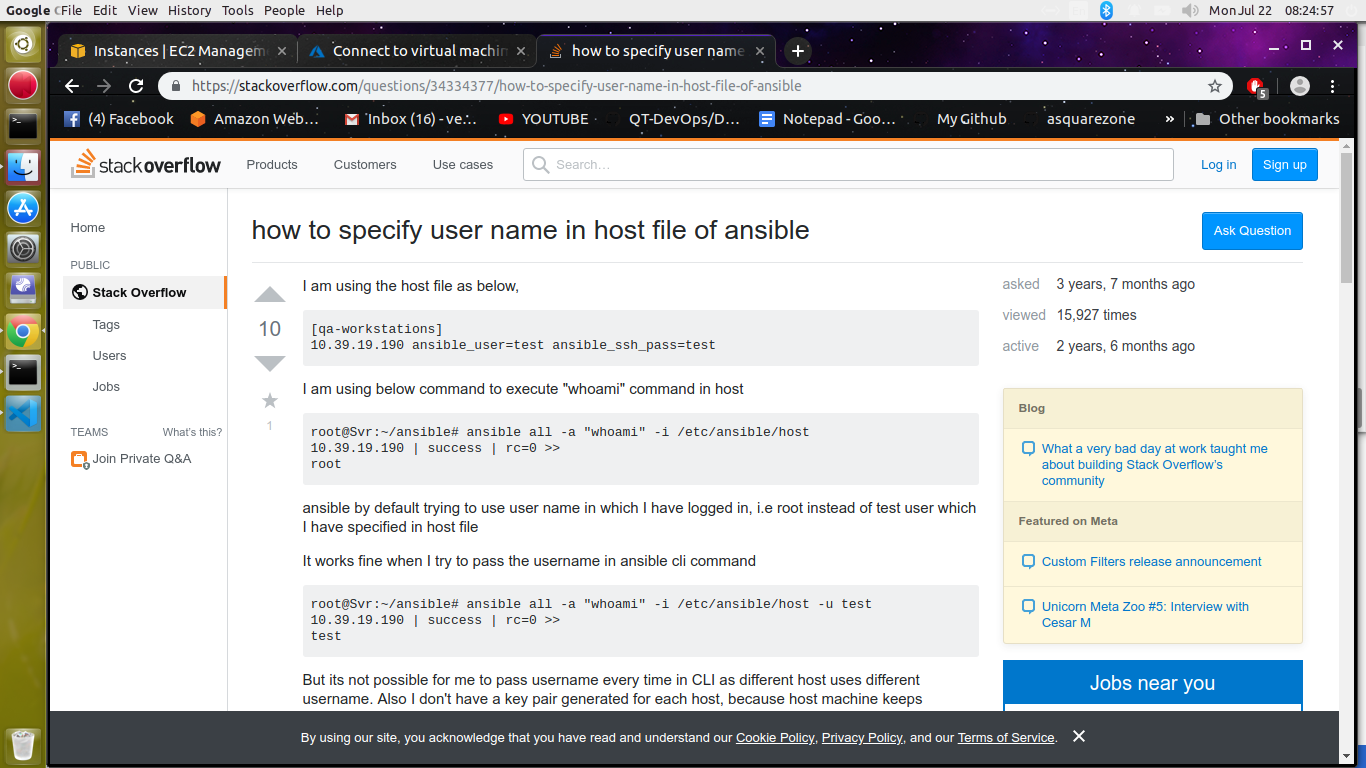 Google File Edit View History Tools People Help
Mon Jul 22 08:24:57
Instances | EC2 Managem
Connect to virtual machin
how to specify user name
https://stackoverflow.com/questions/34334377/how-to-specify-user-name-in-host-file-of-ansible
5
(4) Facebook
Amazon Web…
Inbox (16) - ve…
YOUTUBE
QT-DevOps/D…
Notepad - Goo…
My Github
asquarezone
»
Other bookmarks
stackoverflow
Products
Customers
Use cases
Search…
Log in
Sign up
Home
PUBLIC
Stack Overflow
Tags
Users
Jobs
TEAMS
What's this?
Join Private Q&A
how to specify user name in host file of ansible
Ask Question
10
1
I am using the host file as below,
[qa-workstations]
10.39.19.190 ansible_user=test ansible_ssh_pass=test
I am using below command to execute "whoami" command in host
root@Svr:~/ansible# ansible all -a "whoami" -i /etc/ansible/host
10.39.19.190 | success | rc=0 >>
root
ansible by default trying to use user name in which I have logged in, i.e root instead of test user which
I have specified in host file
It works fine when I try to pass the username in ansible cli command
root@Svr:~/ansible# ansible all -a "whoami" -i /etc/ansible/host -u test
10.39.19.190 | success | rc=0 >>
test
But its not possible for me to pass username every time in CLI as different host uses different
username. Also I don't have a key pair generated for each host, because host machine keeps
asked 3 years, 7 months ago
viewed 15,927 times
active 2 years, 6 months ago
Blog
What a very bad day at work taught me
about building Stack Overflow's
community
Featured on Meta
Custom Filters release announcement
Unicorn Meta Zoo #5: Interview with
Cesar M
Jobs near you
By using our site, you acknowledge that you have read and understand our Cookie Policy, Privacy Policy, and our Terms of Service.